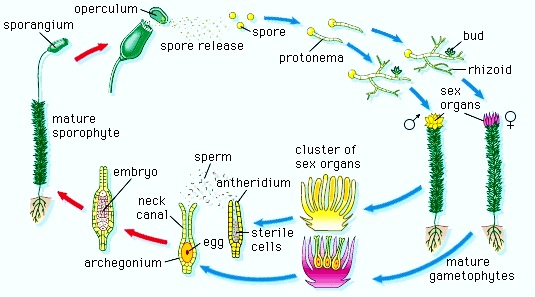 operculum
sporangium
spore release
spore
protonema
bud
rhizoid
sex
organs
♂
♀
mature
sporophyte
embryo
sperm
cluster of
sex organs
antheridium
neck
canal
egg
sterile
cells
archegonium
mature
gametophytes